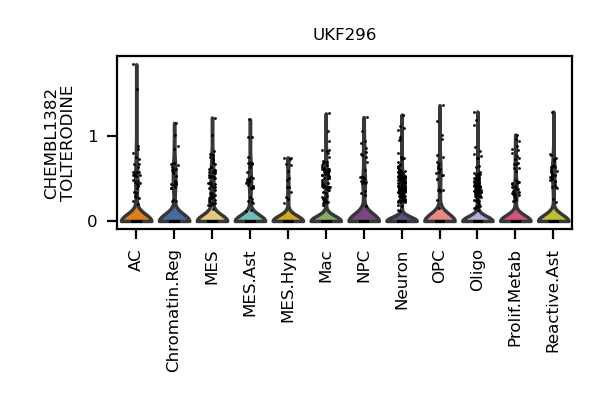 UKF296
CHEMBL1382
TOLTERODINE
1
0
AC
Chromatin.Reg
MES
MES.Ast
MES.Hyp
Mac
NPC
Neuron
OPC
Oligo
Prolif.Metab
Reactive.Ast